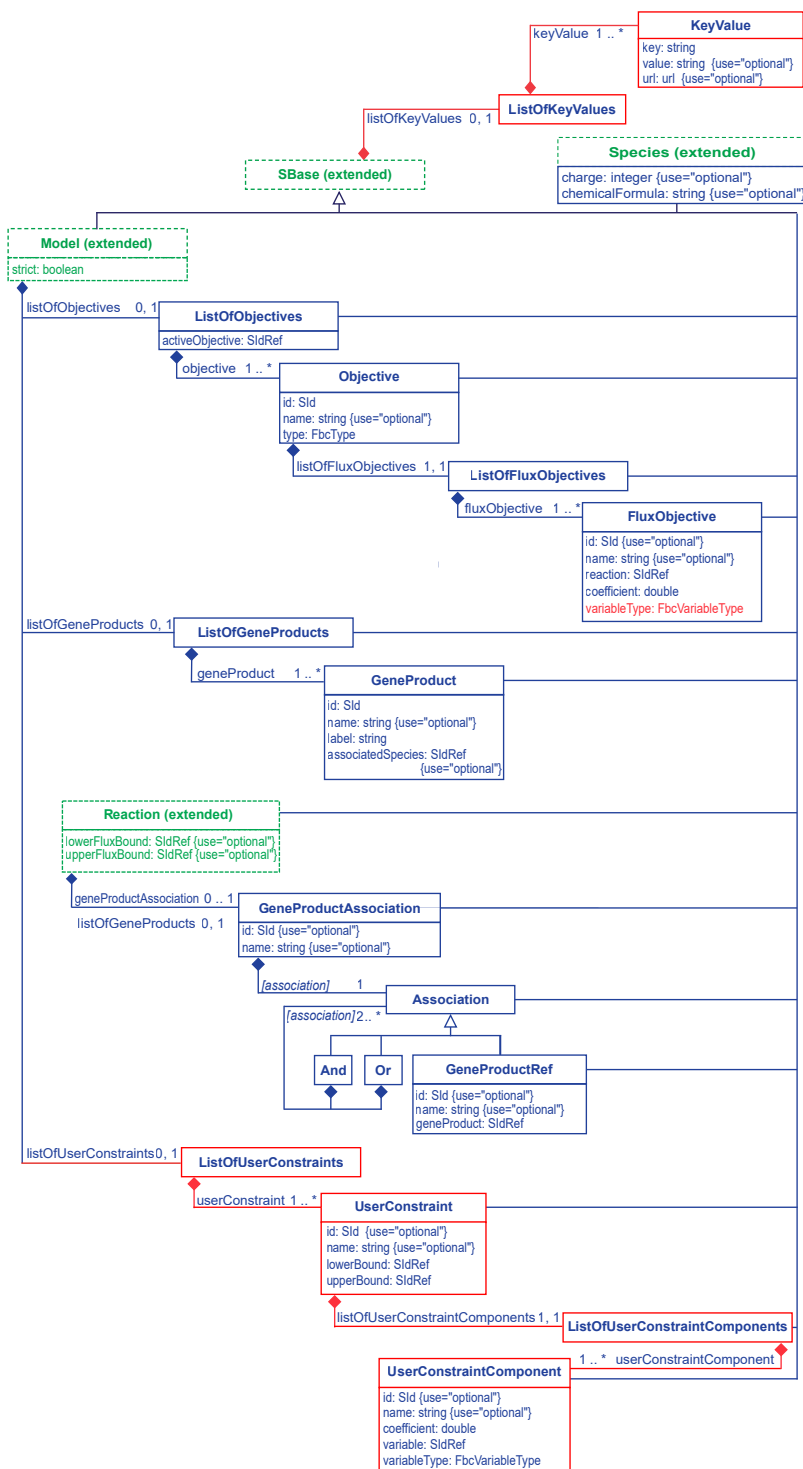 keyValue 1 .. *
KeyValue
key: string
value: string {use="optional"}
url: url {use="optional"}
listOfKeyValues 0, 1
ListOfKeyValues
SBase (extended)
Species (extended)
charge: integer {use="optional"}
chemicalFormula: string {use="optional"}
Model (extended)
strict: boolean
listOfObjectives 0, 1
ListOfObjectives
activeObjective: SIdRef
objective 1 .. *
Objective
id: SId
name: string {use="optional"}
type: FbcType
listOfFluxObjectives 1, 1
ListOfFluxObjectives
fluxObjective 1 .. *
FluxObjective
id: SId {use="optional"}
name: string {use="optional"}
reaction: SIdRef
coefficient: double
variableType: FbcVariableType
listOfGeneProducts 0, 1
ListOfGeneProducts
geneProduct 1 .. *
GeneProduct
id: SId
name: string {use="optional"}
label: string
associatedSpecies: SIdRef
{use="optional"}
Reaction (extended)
lowerFluxBound: SIdRef {use="optional"}
upperFluxBound: SIdRef {use="optional"}
geneProductAssociation 0 .. 1
listOfGeneProducts 0, 1
GeneProductAssociation
id: SId {use="optional"}
name: string {use="optional"}
[association] 1
Association
[association] 2.. *
And
Or
GeneProductRef
id: SId {use="optional"}
name: string {use="optional"}
geneProduct: SIdRef
listOfUserConstraints 0, 1
ListOfUserConstraints
userConstraint 1 .. *
UserConstraint
id: SId {use="optional"}
name: string {use="optional"}
lowerBound: SIdRef
upperBound: SIdRef
listOfUserConstraintComponents 1, 1
ListOfUserConstraintComponents
1 .. * userConstraintComponent
UserConstraintComponent
id: SId {use="optional"}
name: string {use="optional"}
coefficient: double
variable: SIdRef
variableType: FbcVariableType